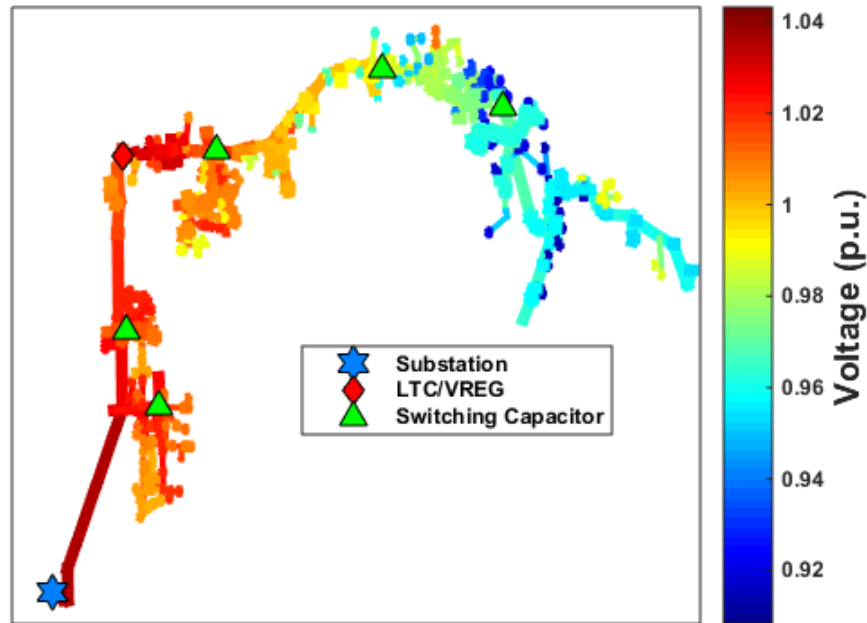 Substation
LTC/VREG
Switching Capacitor
1.04
1.02
1
0.98
0.96
0.94
0.92
Voltage (p.u.)